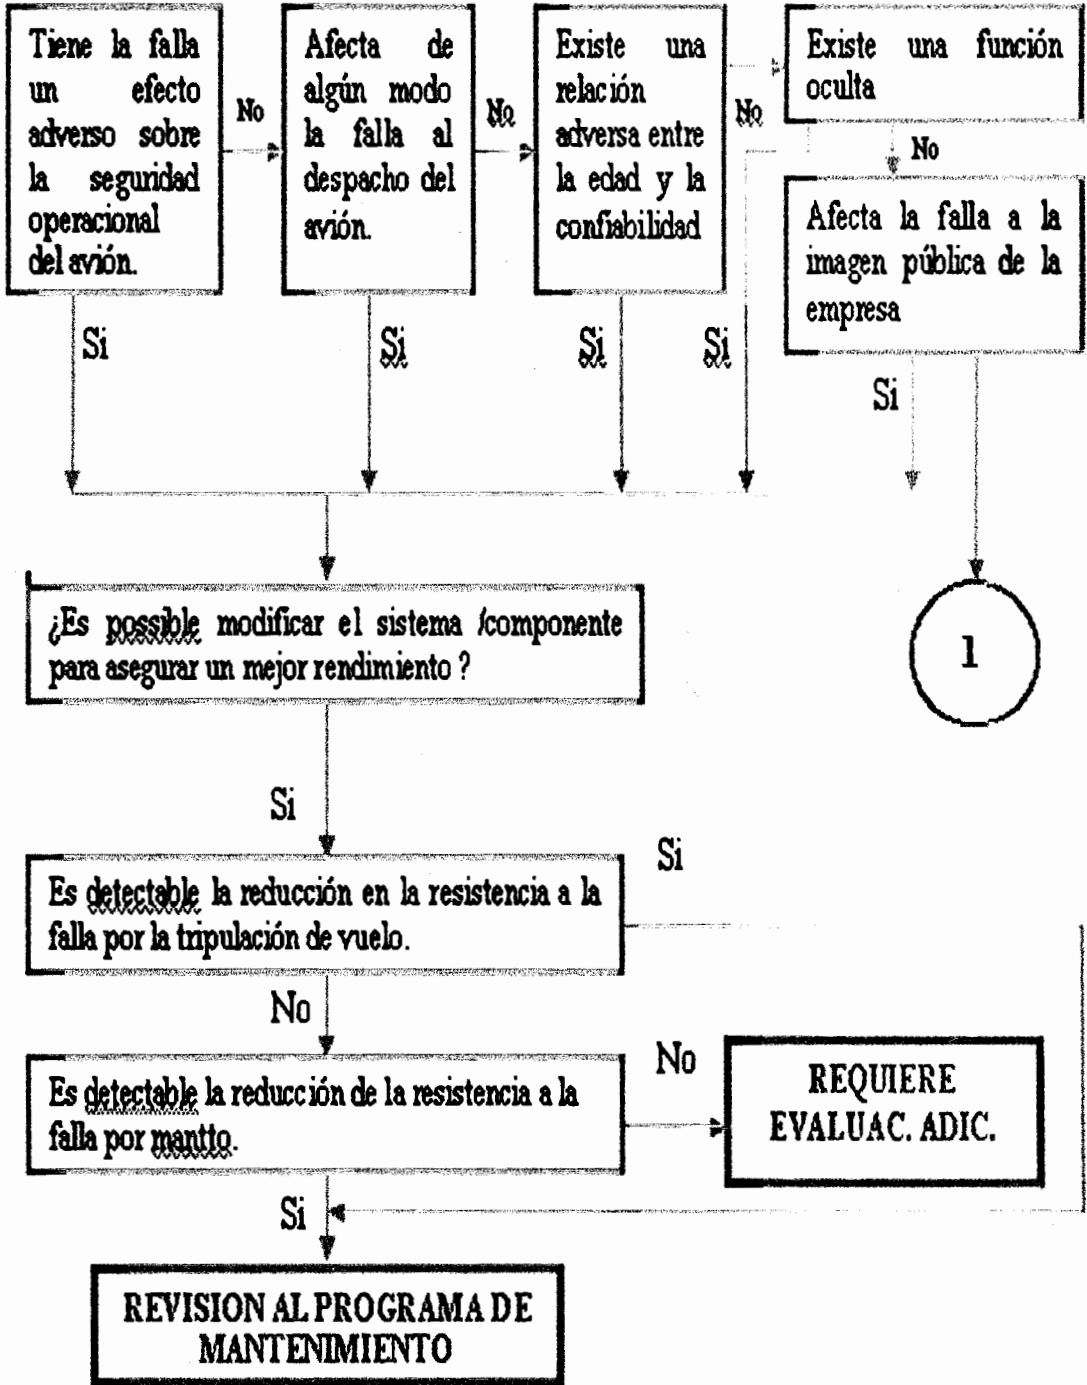 Tiene la falla
un efecto
adverso sobre
la seguridad
operacional
del avión.
No
Afecta de
algún modo
la falla al
despacho del
avión.
No
Existe una
relación
adversa entre
la edad y la
confiabilidad
No
Existe una función
oculta
No
Afecta la falla a la
imagen pública de la
empresa
Si
Si
Si
Si
Si
¿Es possible modificar el sistema /componente
para asegurar un mejor rendimiento ?
1
Si
Es detectable la reducción en la resistencia a la
falla por la tripulación de vuelo.
Si
No
Es detectable la reducción de la resistencia a la
falla por mantto.
No
REQUIERE
EVALUAC. ADIC.
Si
REVISION AL PROGRAMA DE
MANTENIMIENTO